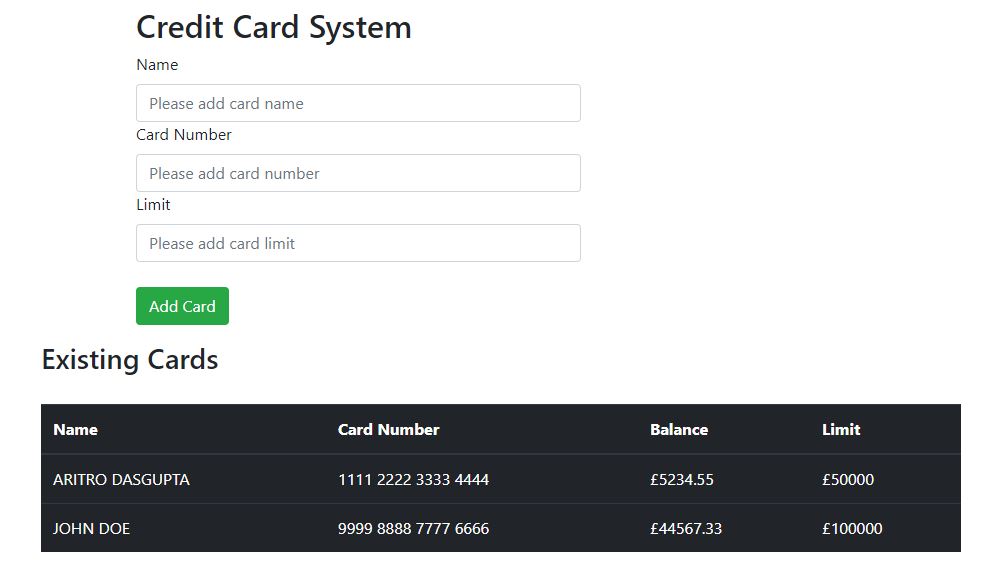 Credit Card System
Name
Please add card name
Card Number
Please add card number
Limit
Please add card limit
Add Card
Existing Cards
Name Card Number Balance Limit
ARITRO DASGUPTA 1111 2222 3333 4444 £5234.55 £50000
JOHN DOE 9999 8888 7777 6666 £44567.33 £100000